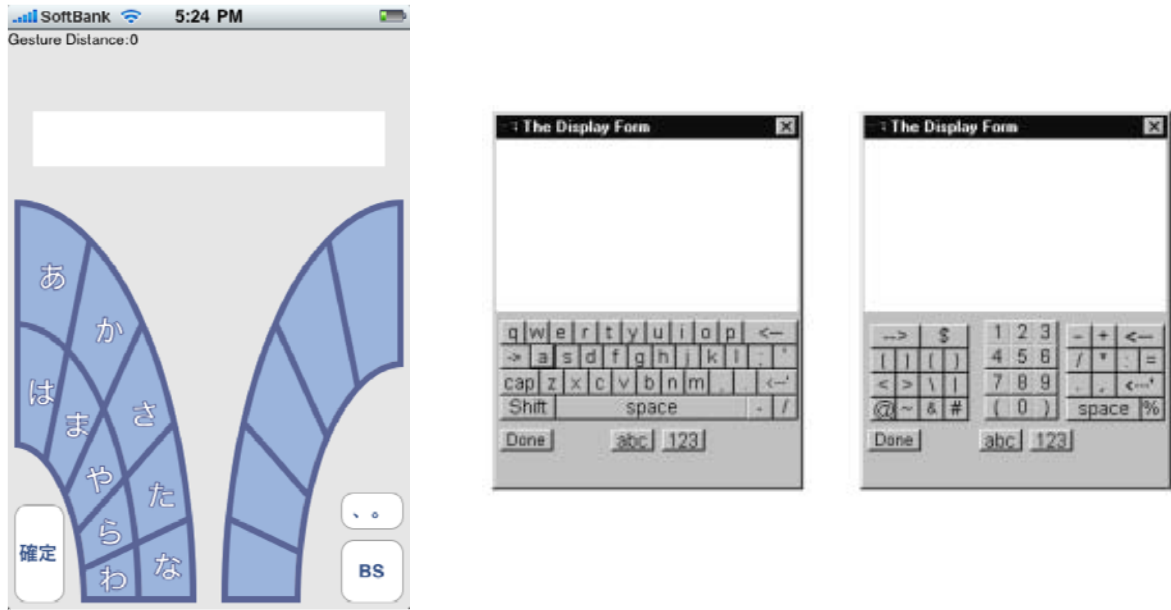 SoftBank 5:24 PM
Gesture Distance:0
あ
か
は
ま
さ
や
た
ら
な
わ
確定
、。
BS
The Display Form
q w e r t y u i o p <--
-> a s d f g h j k l ; '
cap z x c v b n m , . <--'
Shift space - /
Done abc 123
The Display Form
--> $ 1 2 3 - + <--
[ ] ( ) 4 5 6 / * : =
< > \ | 7 8 9 . , <---'
@ ~ & # ( 0 ) space %
Done abc 123